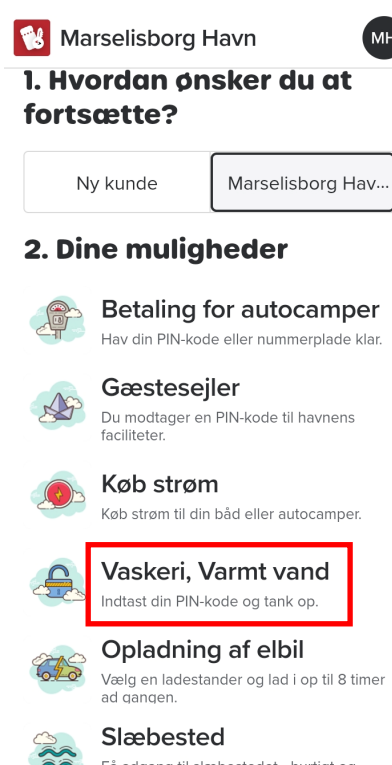 Marselisborg Havn
MH
1. Hvordan ønsker du at
fortsætte?
Ny kunde
Marselisborg Hav...
2. Dine muligheder
Betaling for autocamper
Hav din PIN-kode eller nummerplade klar.
Gæstesejler
Du modtager en PIN-kode til havnens
faciliteter.
Køb strøm
Køb strøm til din båd eller autocamper.
Vaskeri, Varmt vand
Indtast din PIN-kode og tank op.
Opladning af elbil
Vælg en ladestander og lad i op til 8 timer
ad gangen.
Slæbested